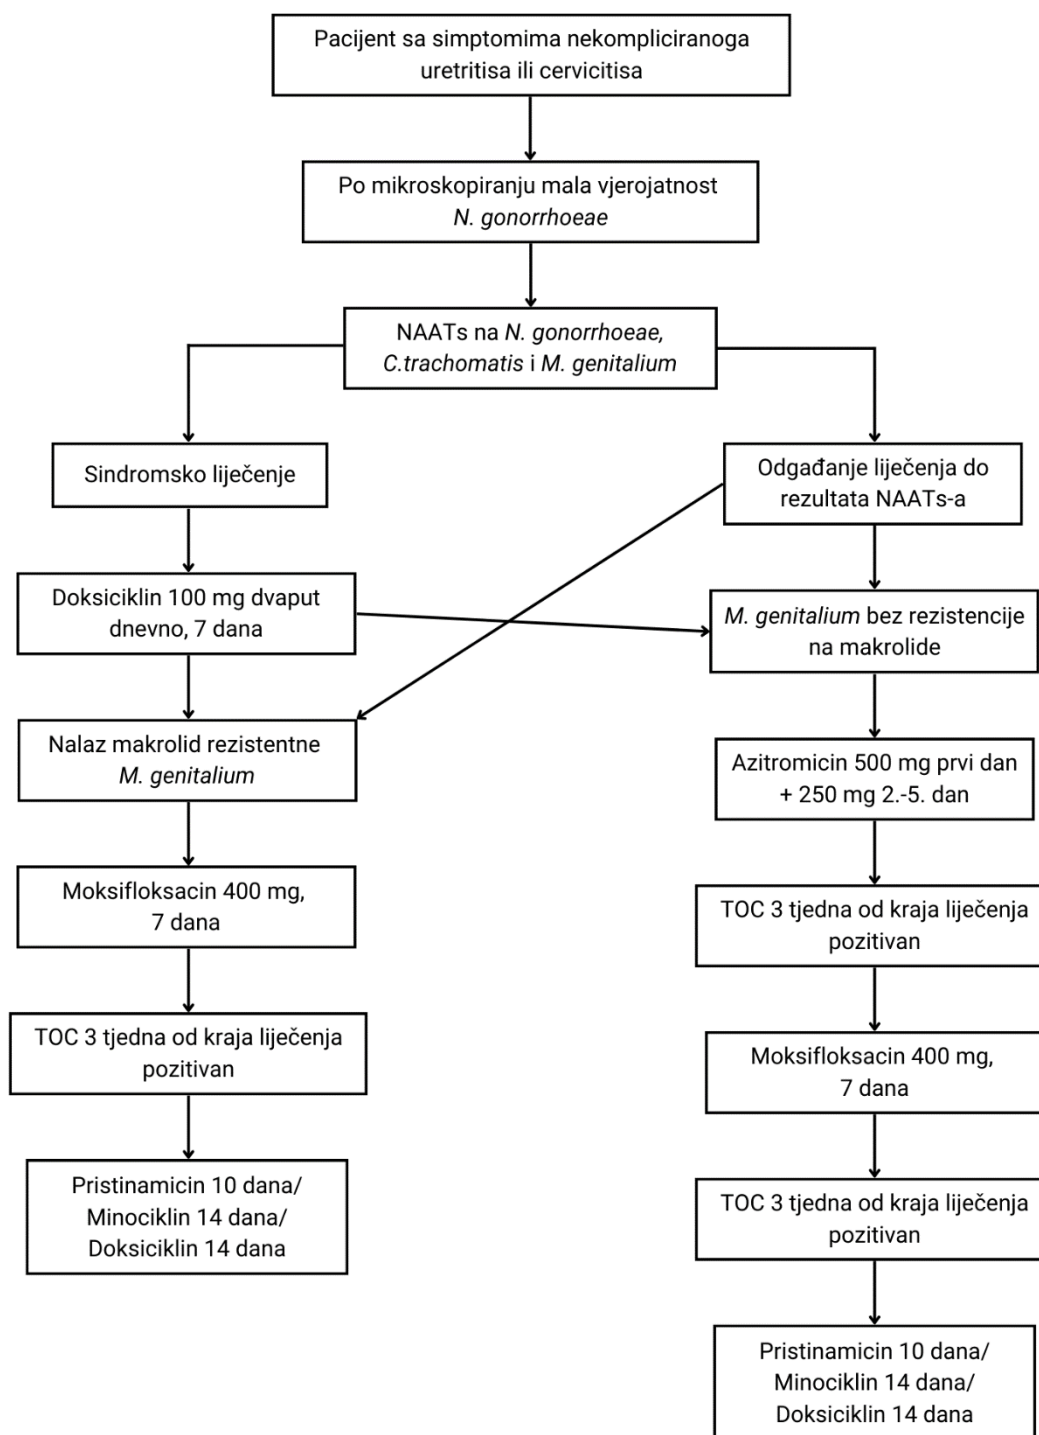 Pacijent sa simptomima nekompliciranoga
uretritisa ili cervicitisa
Po mikroskopiranju mala vjerojatnost
N. gonorrhoeae
NAATs na N. gonorrhoeae,
C.trachomatis i M. genitalium
Sindromsko liječenje
Odgađanje liječenja do
rezultata NAATs-a
Doksiciklin 100 mg dvaput
dnevno, 7 dana
M. genitalium bez rezistencije
na makrolide
Nalaz makrolid rezistentne
M. genitalium
Azitromicin 500 mg prvi dan
+ 250 mg 2.-5. dan
Moksifloksacin 400 mg,
7 dana
TOC 3 tjedna od kraja liječenja
pozitivan
TOC 3 tjedna od kraja liječenja
pozitivan
Moksifloksacin 400 mg,
7 dana
Pristinamicin 10 dana/
Minociklin 14 dana/
Doksiciklin 14 dana
TOC 3 tjedna od kraja liječenja
pozitivan
Pristinamicin 10 dana/
Minociklin 14 dana/
Doksiciklin 14 dana